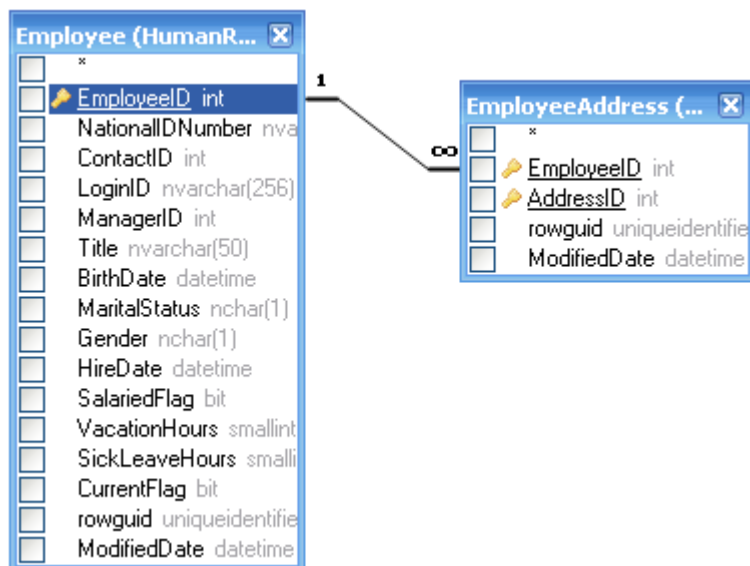 Employee (HumanR...
*
EmployeeID int
NationalIDNumber nva
ContactID int
LoginID nvarchar(256)
ManagerID int
Title nvarchar(50)
BirthDate datetime
MaritalStatus nchar(1)
Gender nchar(1)
HireDate datetime
SalariedFlag bit
VacationHours smallint
SickLeaveHours smalli
CurrentFlag bit
rowguid uniqueidentifie
ModifiedDate datetime
1
∞
EmployeeAddress (...
*
EmployeeID int
AddressID int
rowguid uniqueidentifie
ModifiedDate datetime